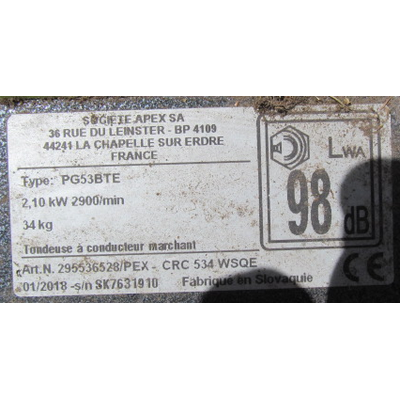 SOCIETE APEX SA
36 RUE DU LEINSTER - BP 4109
44241 LA CHAPELLE SUR ERDRE
FRANCE
Type: PG53BTE
2,10 kW 2900/min
34 kg
Tondeuse à conducteur marchant
Art.N. 295536528/PEX - CRC 534 WSQE
01/2018 -s/n SK7631910 Fabriqué en Slovaquie
LWA
98 dB
CE